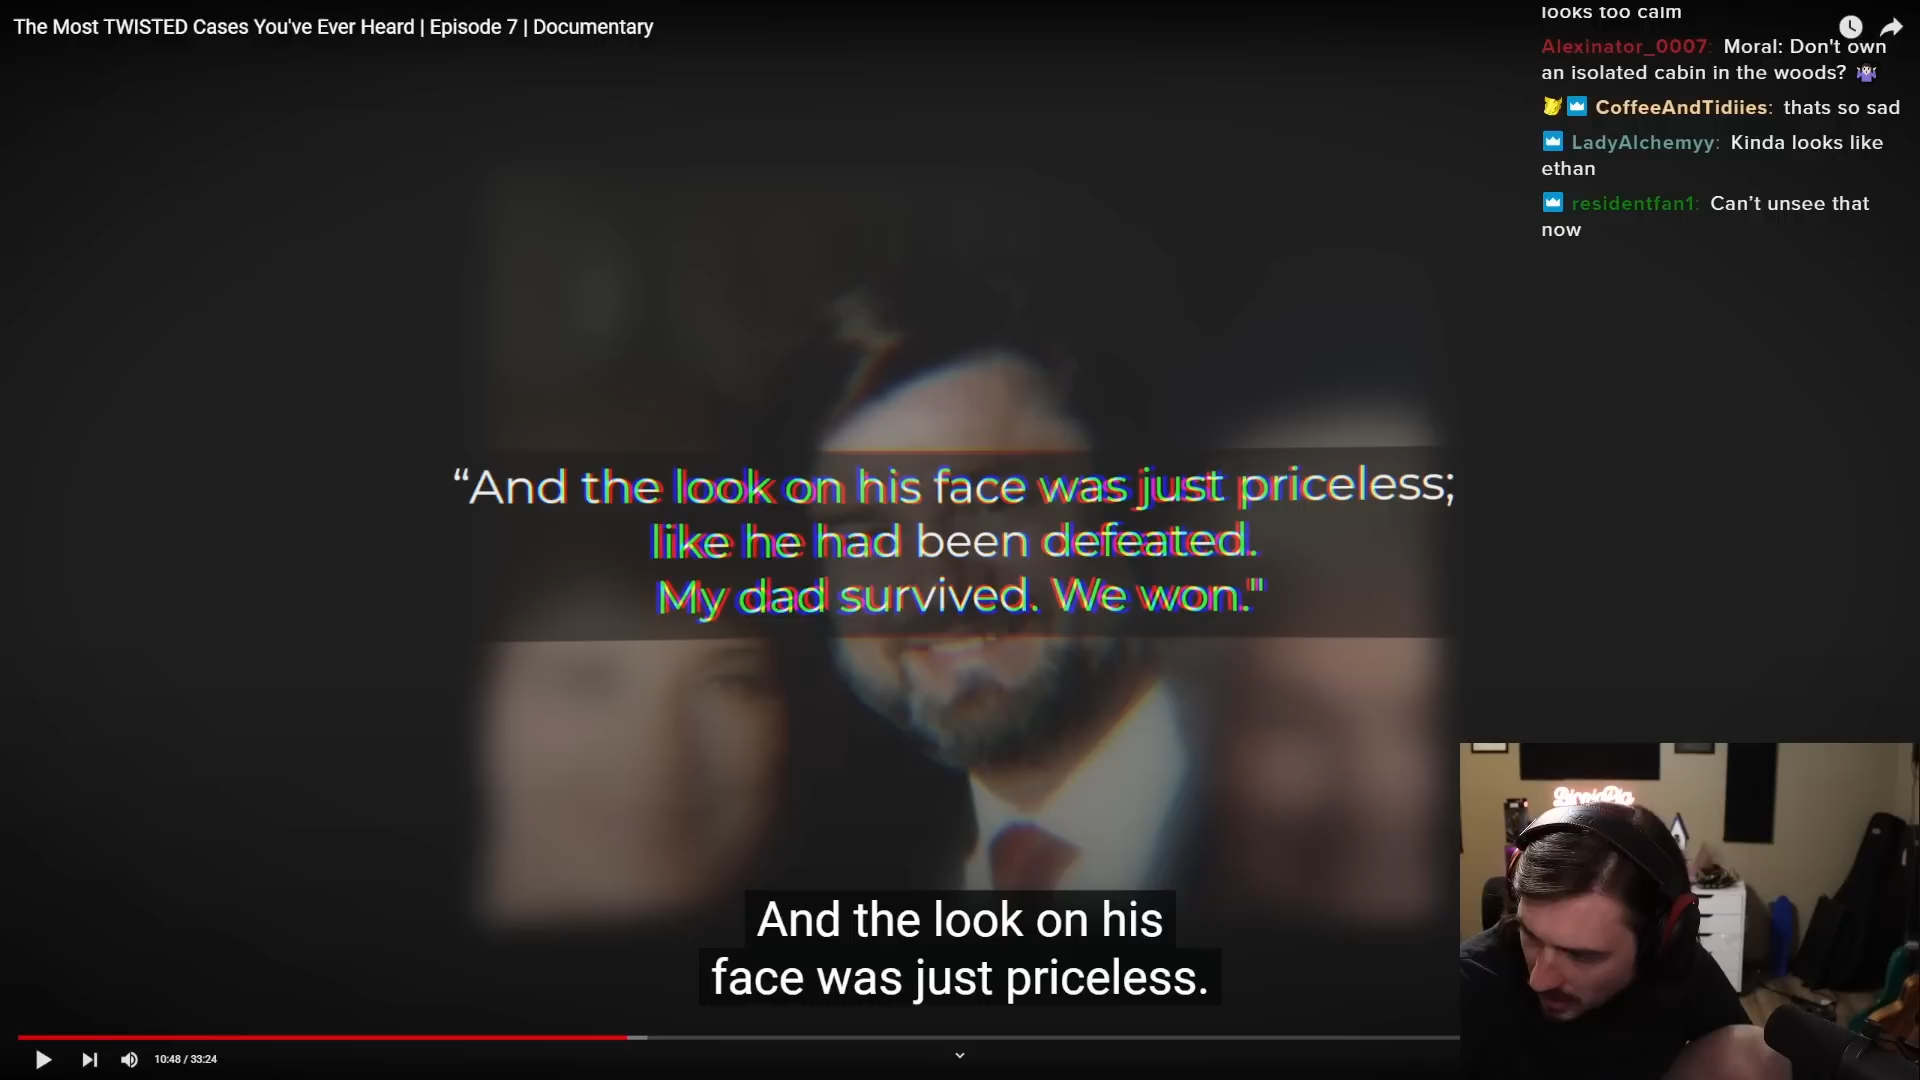 The Most TWISTED Cases You've Ever Heard | Episode 7 | Documentary
looks too calm
Alexinator_0007: Moral: Don't own
an isolated cabin in the woods?
CoffeeAndTidiies: thats so sad
LadyAlchemyy: Kinda looks like
ethan
residentfan1: Can't unsee that
now
“And the look on his face was just priceless;
like he had been defeated.
My dad survived. We won."
And the look on his
face was just priceless.
10:48 / 33:24